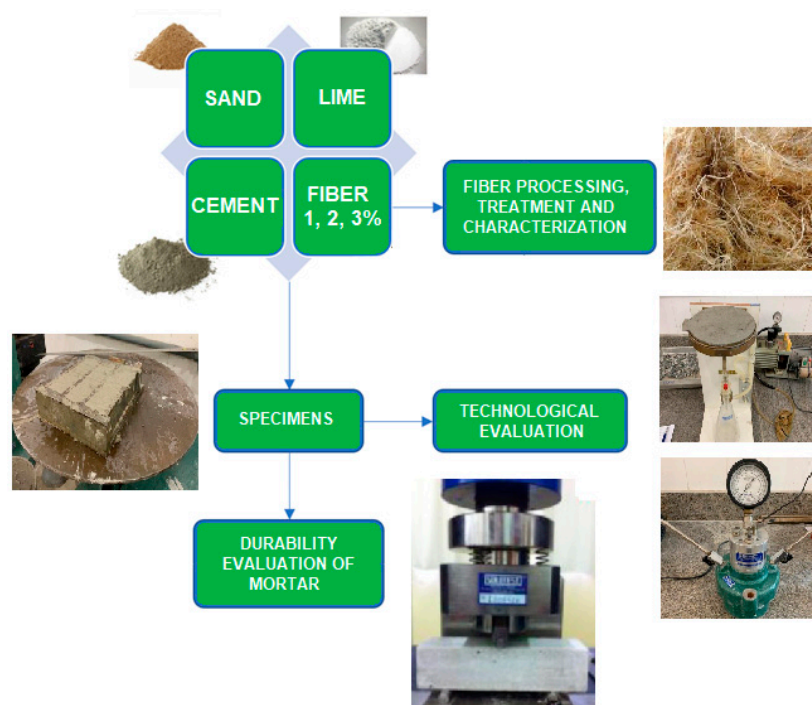 SAND
LIME
CEMENT
FIBER
1, 2, 3%
FIBER PROCESSING,
TREATMENT AND
CHARACTERIZATION
SPECIMENS
TECHNOLOGICAL
EVALUATION
DURABILITY
EVALUATION OF
MORTAR
SOLOTEST